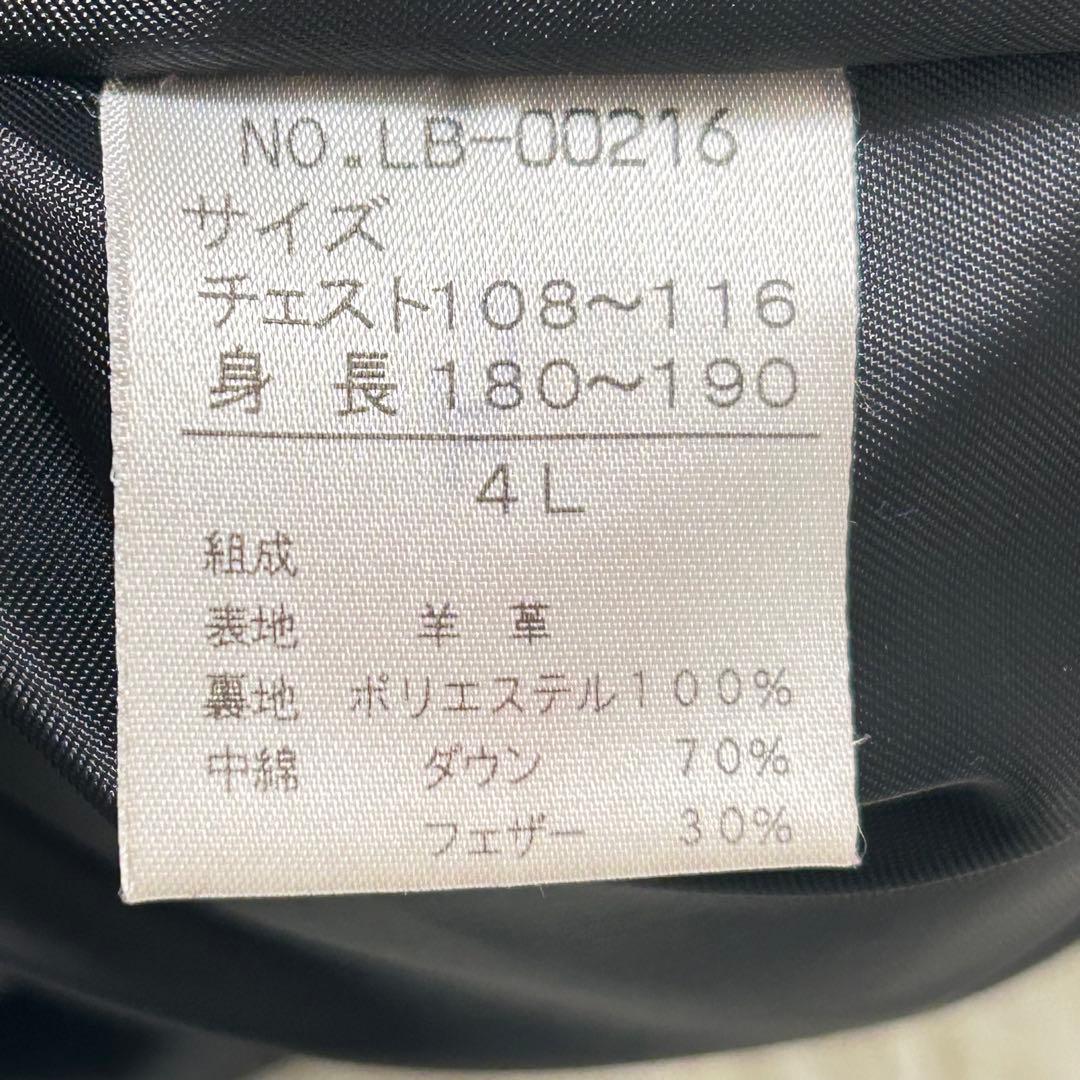 NO.LB-00216
サイズ
チェスト108~116
身長 180~190
4L
組成
表地 羊革
裏地 ポリエステル100%
中綿 ダウン 70%
フェザー 30%